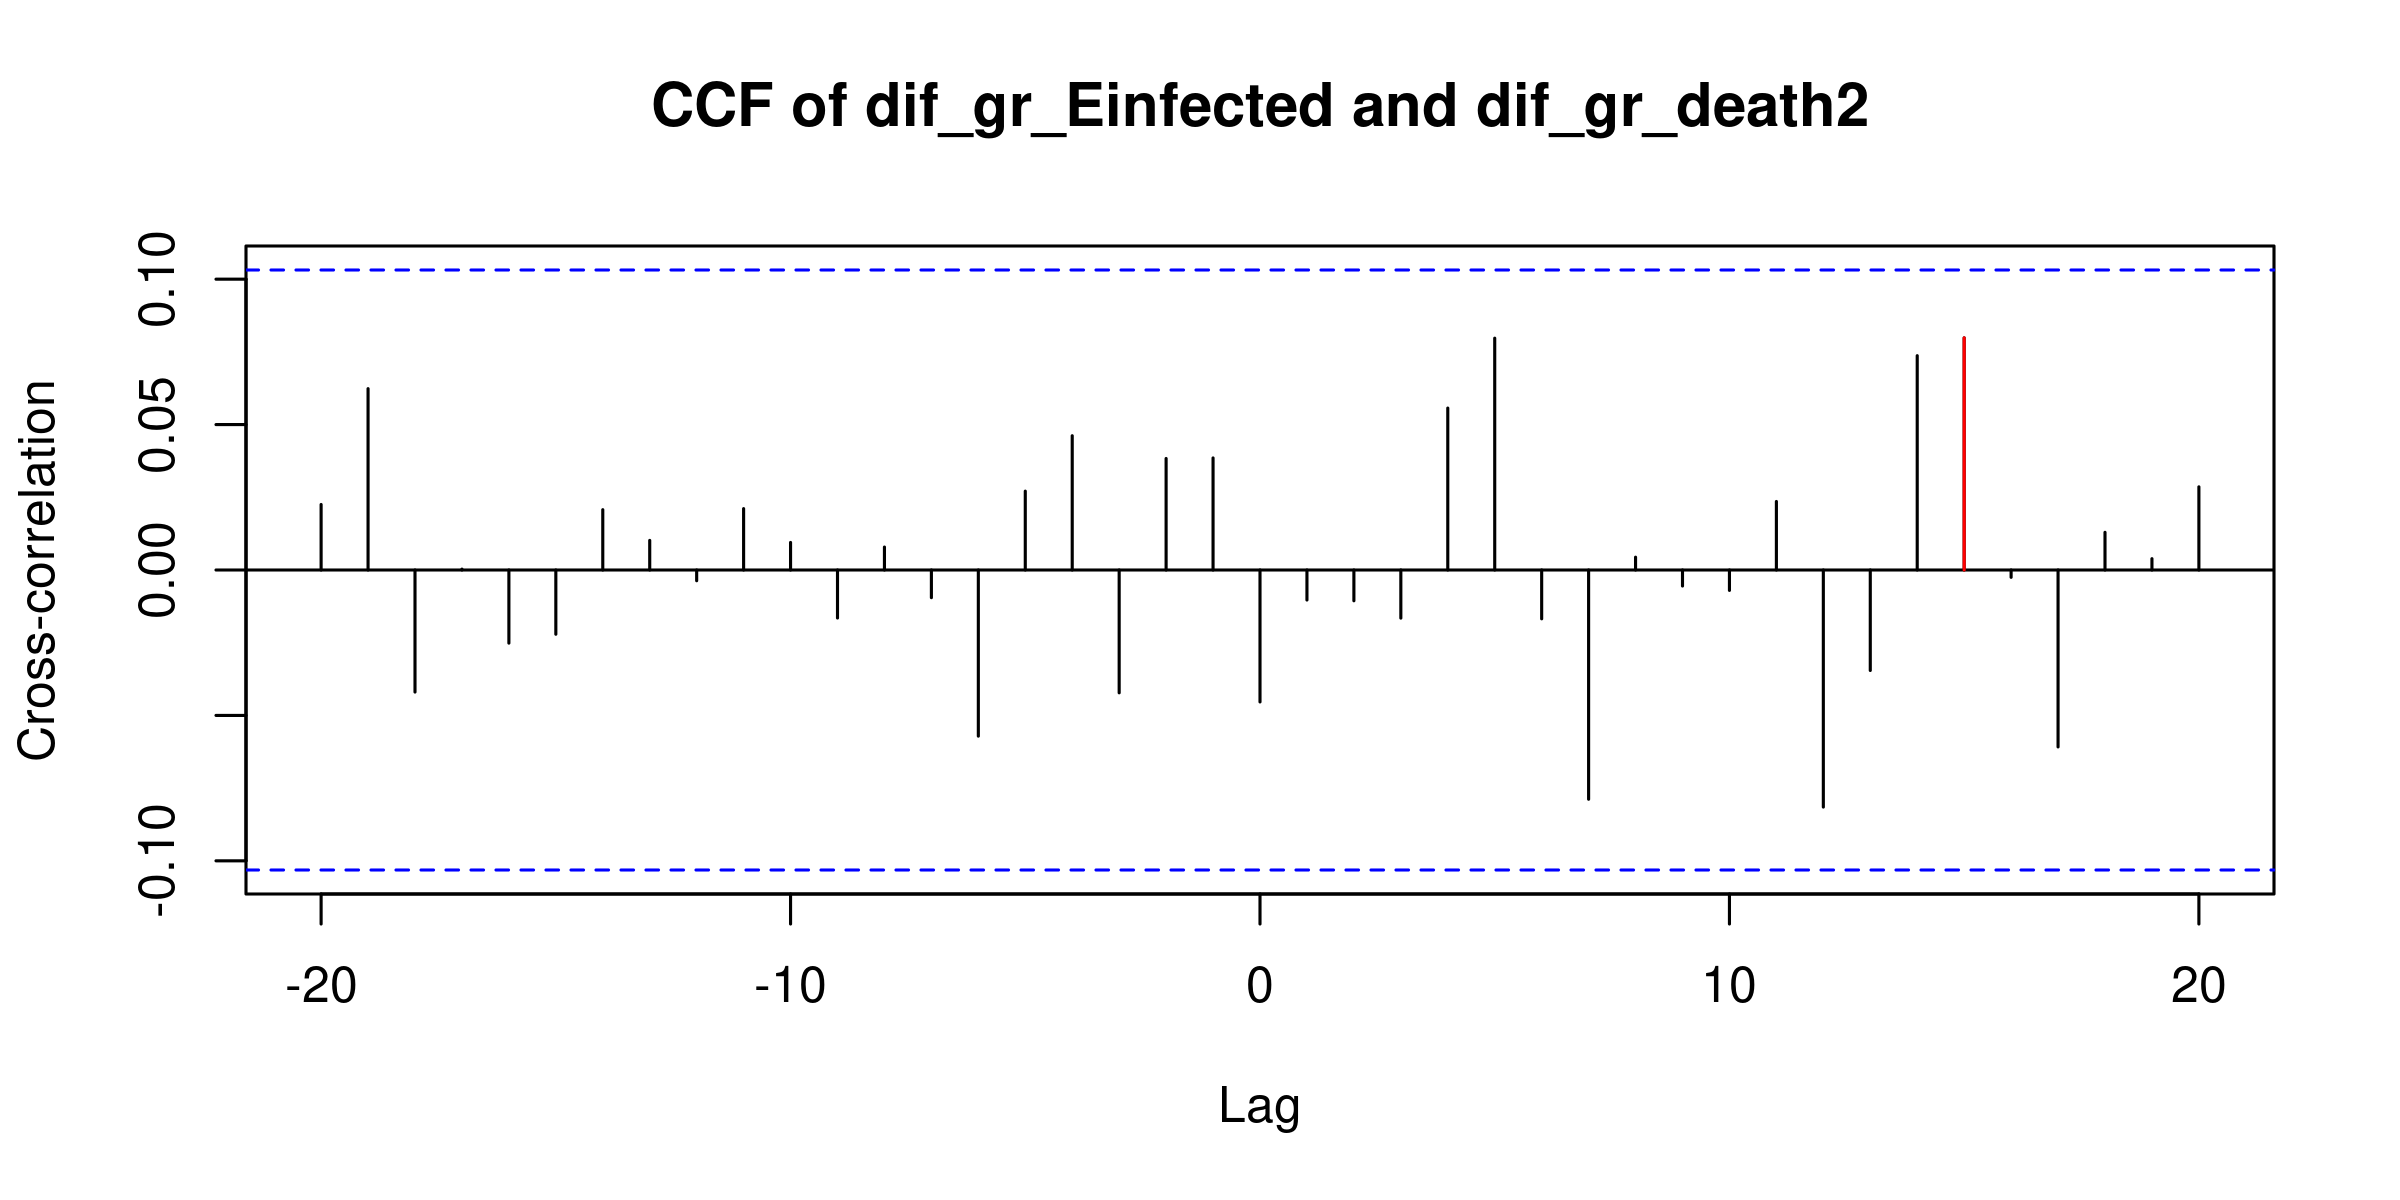 CCF of dif_gr_Einfected and dif_gr_death2
Cross-correlation
0.10
0.05
0.00
-0.10
-20 -10 0 10 20
Lag